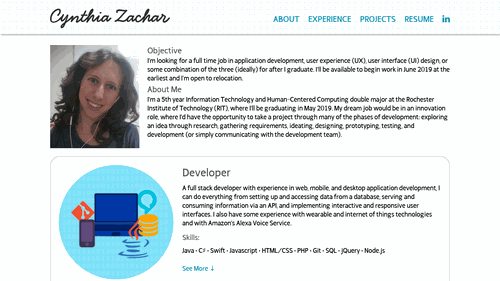 Cynthia Zachar
ABOUT EXPERIENCE PROJECTS RESUME in
Objective
I'm looking for a full time job in application development, user experience (UX), user interface (UI) design, or
some combination of the three (ideally) for after I graduate. I'll be available to begin work in June 2019 at the
earliest and I'm open to relocation.
About Me
I'm a 5th year Information Technology and Human-Centered Computing double major at the Rochester
Institute of Technology (RIT), where I'll be graduating in May 2019. My dream job would be in an innovation
role, where I'd have the opportunity to take a project through many of the phases of development: exploring
an idea through research, gathering requirements, ideating, designing, prototyping, testing, and
development (or simply communicating with the development team).
Developer
A full stack developer with experience in web, mobile, and desktop application development, I
can do everything from setting up and accessing data from a database, serving and
consuming information via an API, and implementing interactive and responsive user
interfaces. I also have some experience with wearable and internet of things technologies
and with Amazon's Alexa Voice Service.
Skills:
Java • C# • Swift • Javascript • HTML/CSS • PHP • Git • SQL • jQuery • Node.js
See More ↓